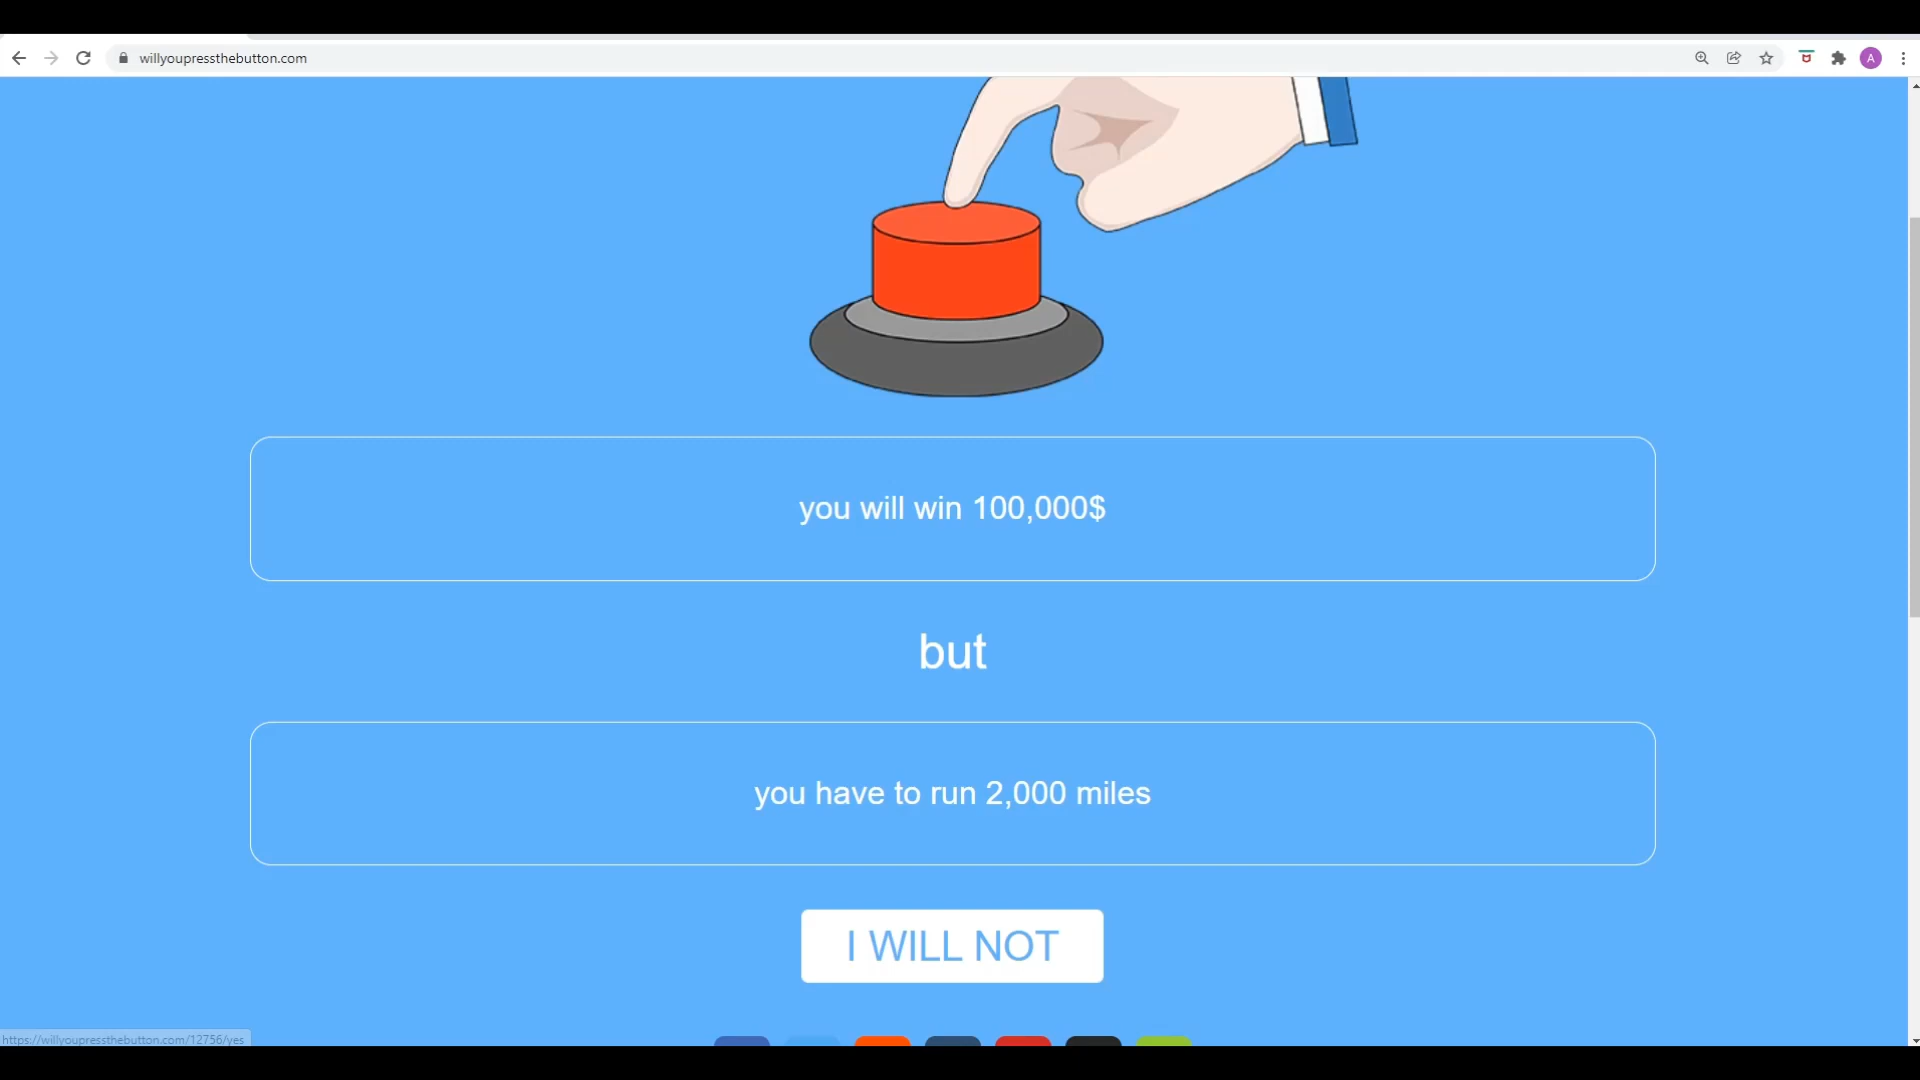 willyoupressthebutton.com
A
you will win 100,000$
but
you have to run 2,000 miles
I WILL NOT
https://willyoupressthebutton.com/12756/yes